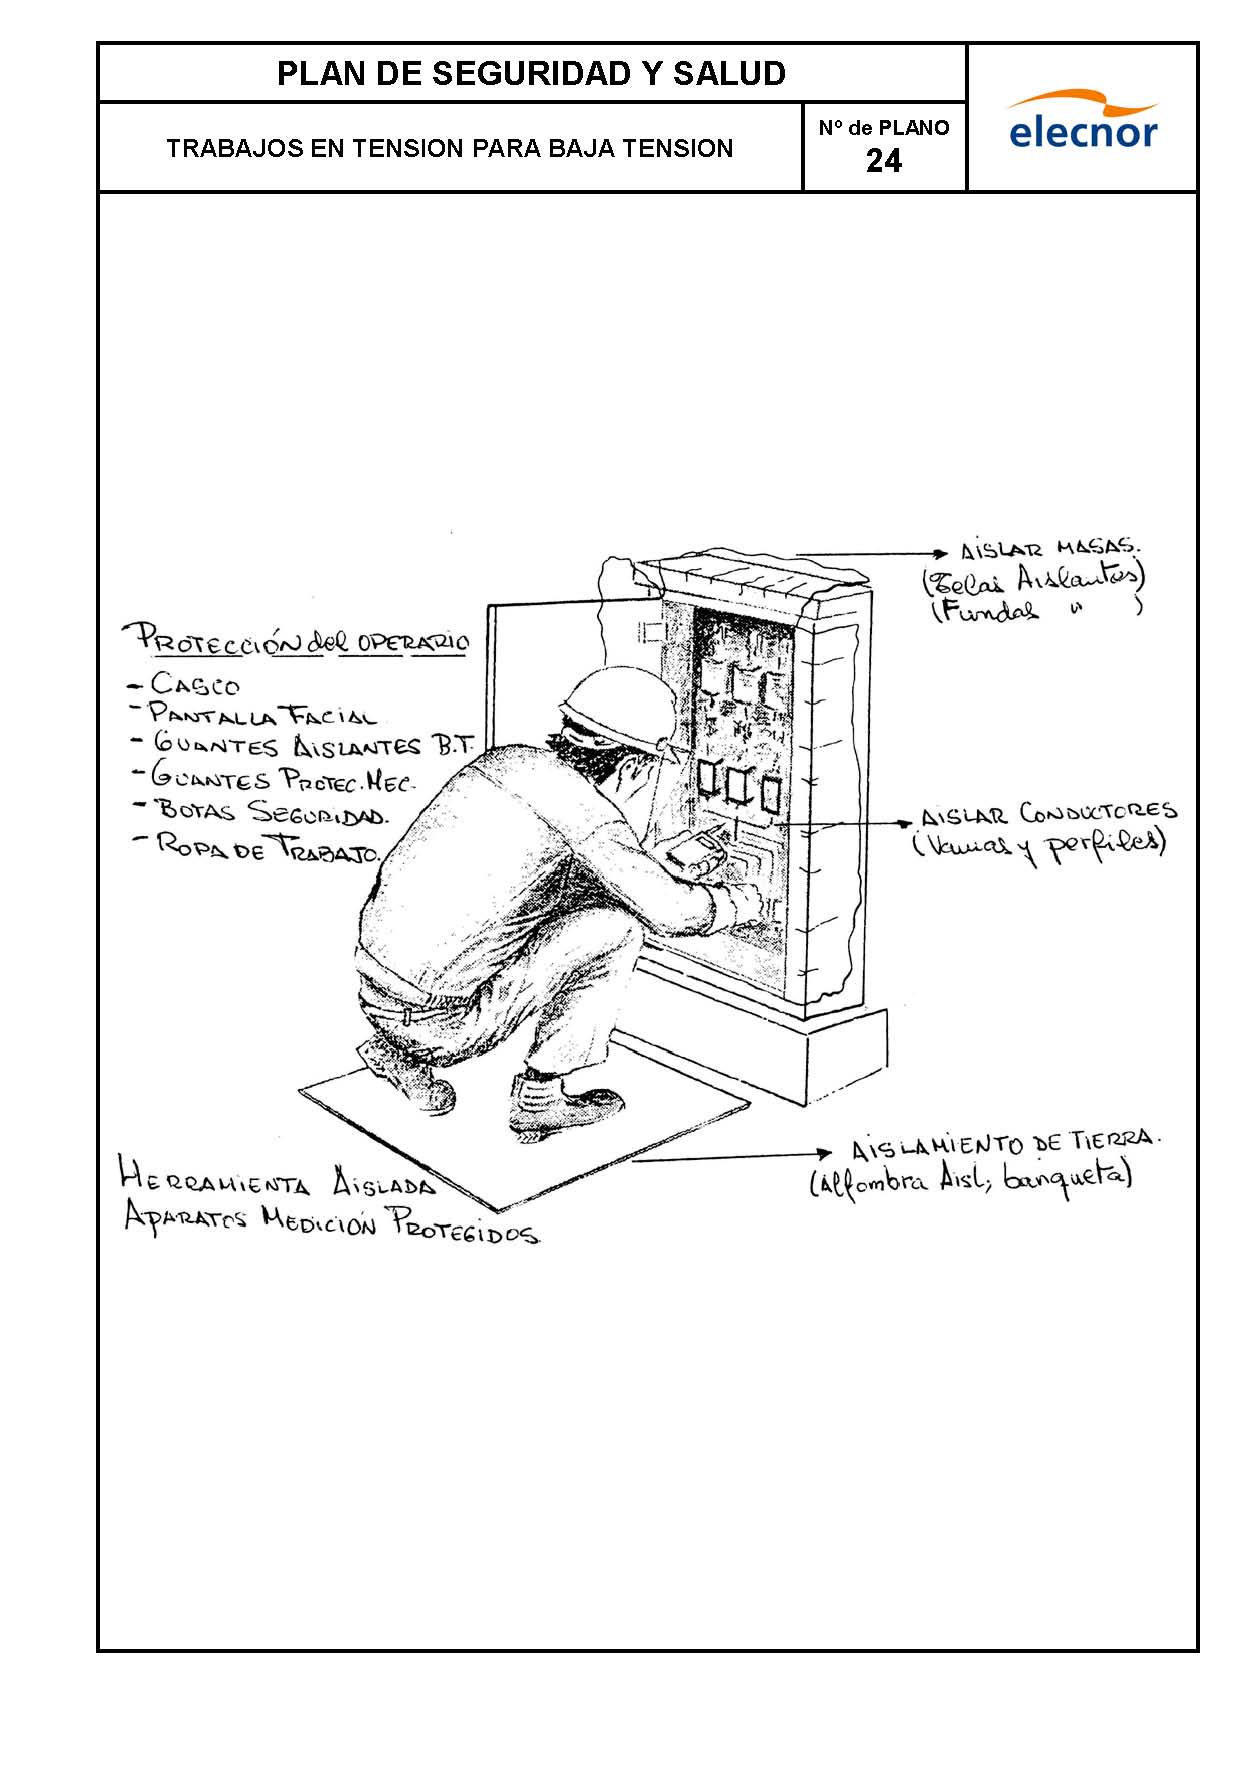 PLAN DE SEGURIDAD Y SALUD
TRABAJOS EN TENSION PARA BAJA TENSION
Nº de PLANO
24
elecnor
AISLAR MASAS.
(Telas Aislantes)
(Fundas " )
PROTECCIÓN del OPERARIO
- CASCO
- PANTALLA FACIAL
- GUANTES AISLANTES B.T.
- GUANTES PROTEC. MEC.
- BOTAS SEGURIDAD.
- ROPA DE TRABAJO.
AISLAR CONDUCTORES
(Vainas y perfiles)
AISLAMIENTO DE TIERRA.
(Alfombra Aisl; banqueta)
HERRAMIENTA AISLADA
APARATOS MEDICIÓN PROTEGIDOS.